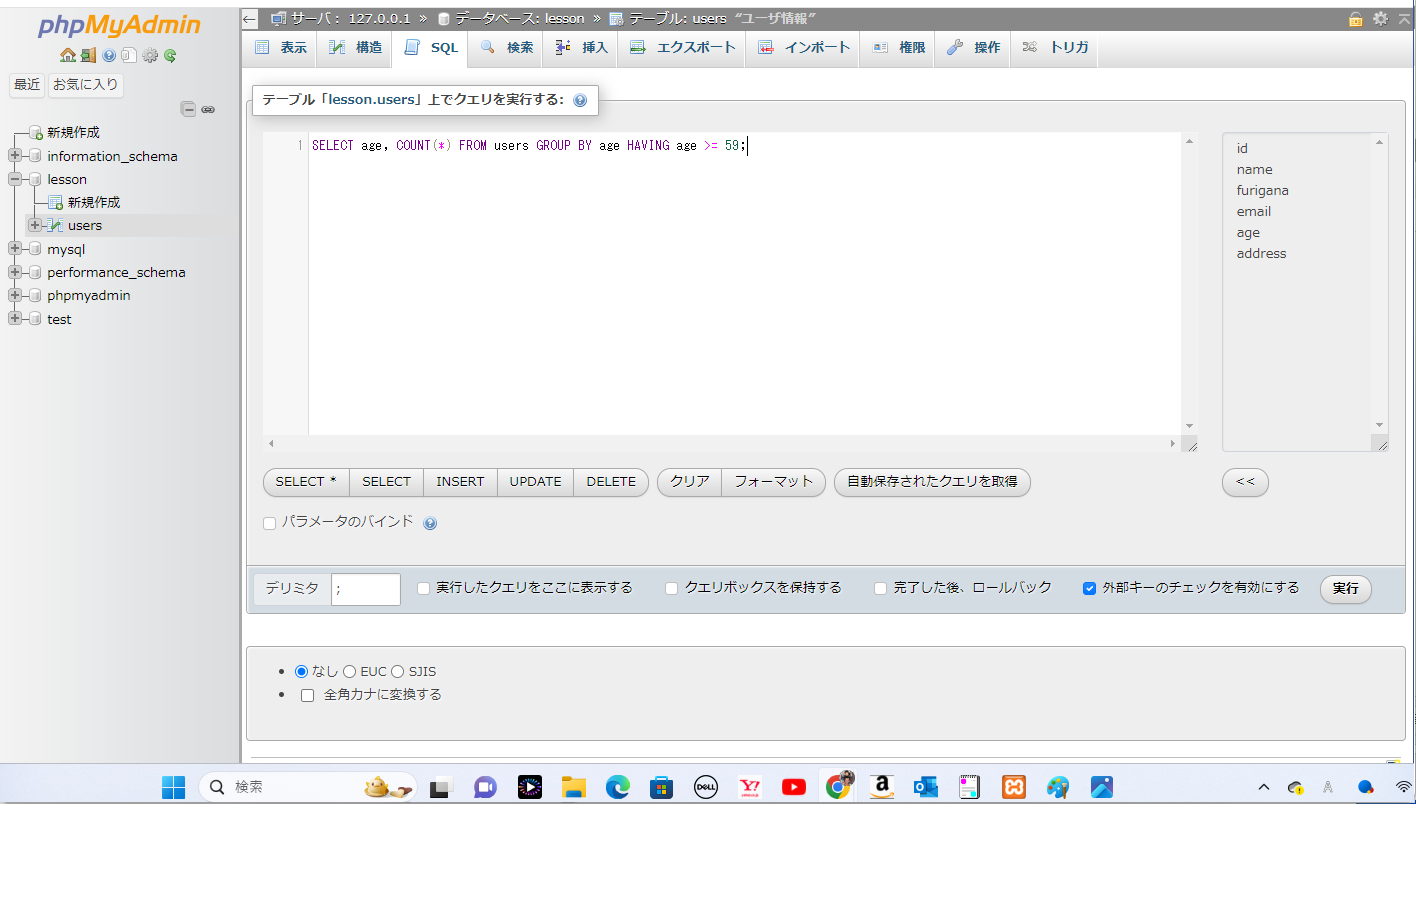 phpMyAdmin
最近 お気に入り
新規作成
information_schema
lesson
新規作成
users
mysql
performance_schema
phpmyadmin
test
サーバ: 127.0.0.1 » データベース: lesson » テーブル: users “ユーザ情報”
表示 構造 SQL 検索 挿入 エクスポート インポート 権限 操作 トリガ
テーブル「lesson.users」上でクエリを実行する:
1 SELECT age, COUNT(*) FROM users GROUP BY age HAVING age >= 59;
id
name
furigana
email
age
address
SELECT * SELECT INSERT UPDATE DELETE クリア フォーマット 自動保存されたクエリを取得 <<
パラメータのバインド
デリミタ ; 実行したクエリをここに表示する クエリボックスを保持する 完了した後、ロールバック 外部キーのチェックを有効にする 実行
なし EUC SJIS
全角カナに変換する
検索 DELL a A